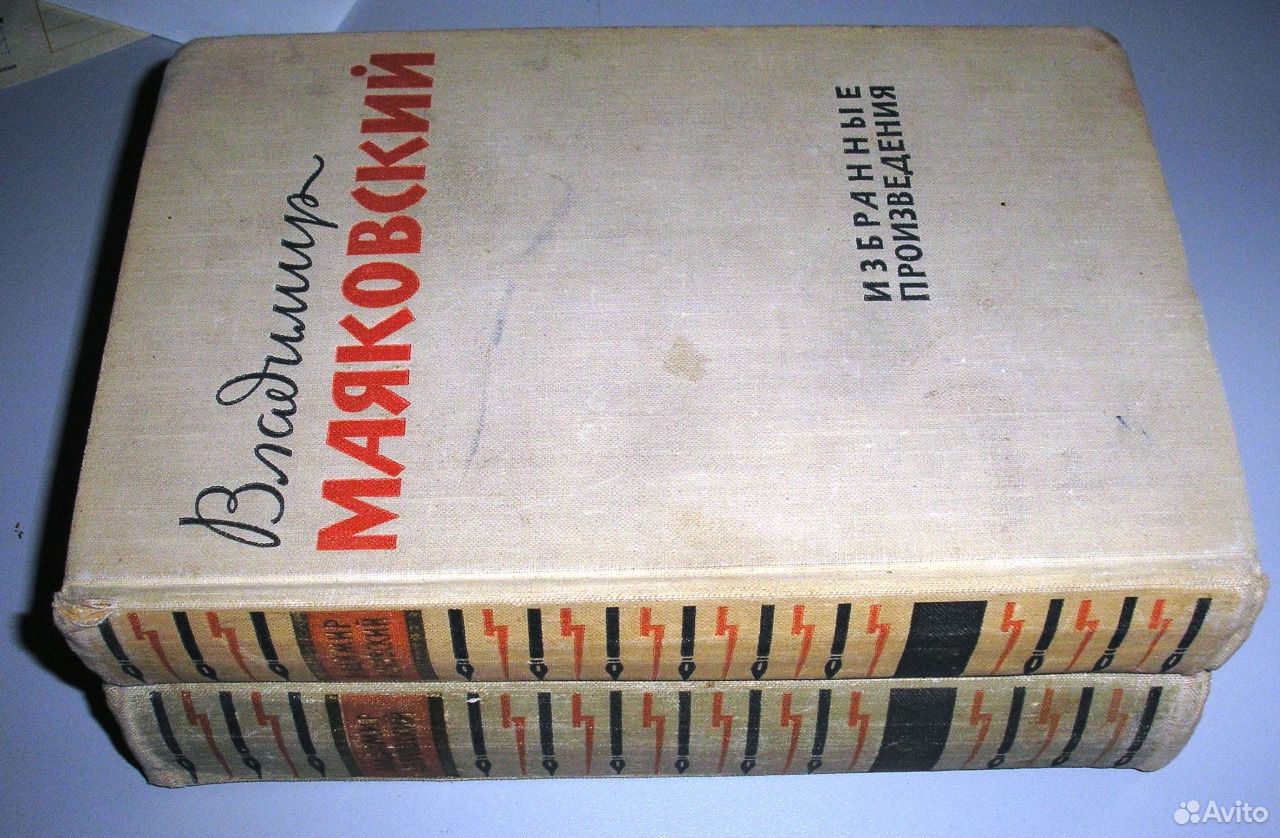 Владимир
МАЯКОВСКИЙ
ИЗБРАННЫЕ
ПРОИЗВЕДЕНИЯ
Avito